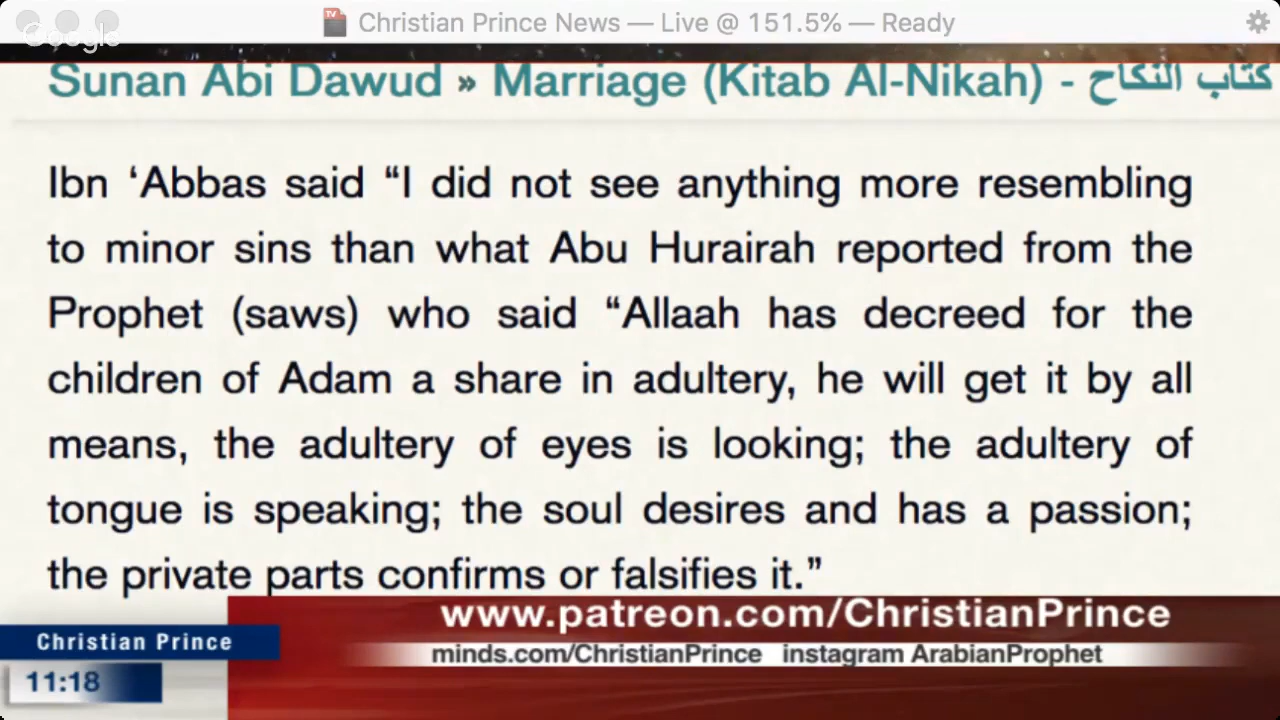 Christian Prince News — Live @ 151.5% — Ready
Google
Sunan Abi Dawud » Marriage (Kitab Al-Nikah) - كتاب النكاح
Ibn ‘Abbas said “I did not see anything more resembling
to minor sins than what Abu Hurairah reported from the
Prophet (saws) who said “Allaah has decreed for the
children of Adam a share in adultery, he will get it by all
means, the adultery of eyes is looking; the adultery of
tongue is speaking; the soul desires and has a passion;
the private parts confirms or falsifies it.”
www.patreon.com/ChristianPrince
Christian Prince
minds.com/ChristianPrince instagram ArabianProphet
11:18